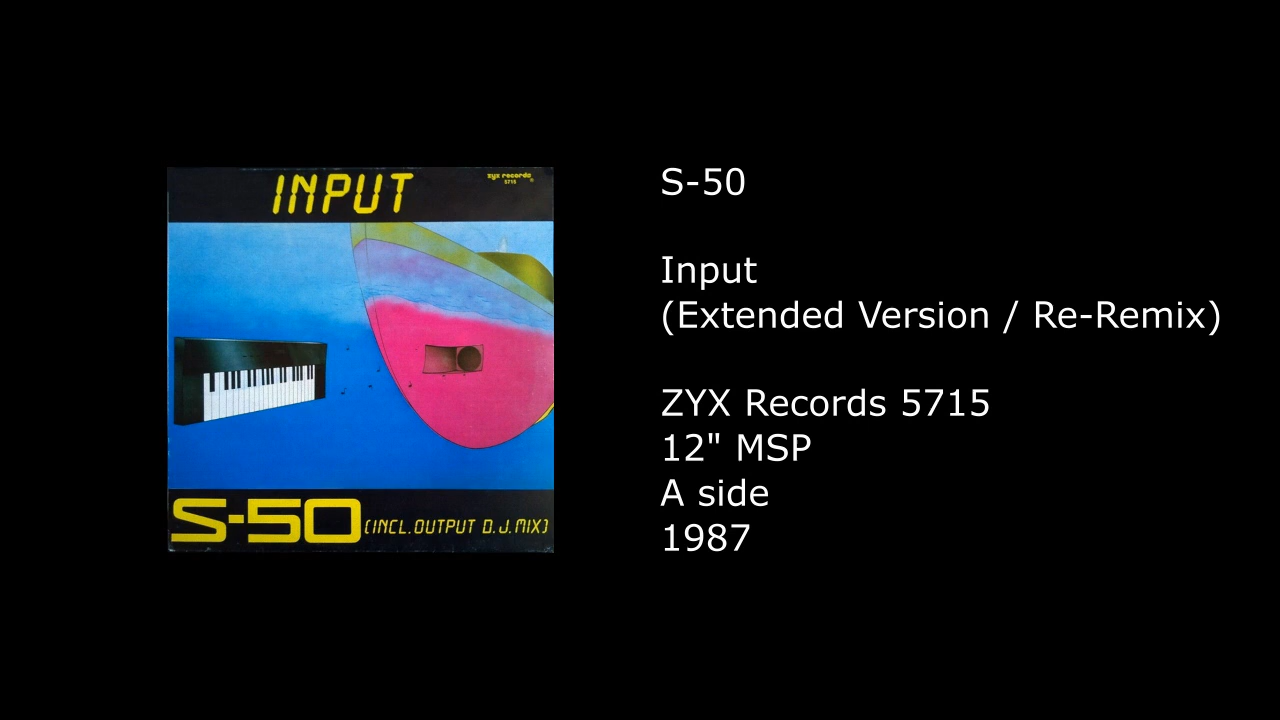 INPUT
zyx records
5715
S-50 (INCL. OUTPUT D.J. MIX)
S-50
Input
(Extended Version / Re-Remix)
ZYX Records 5715
12" MSP
A side
1987